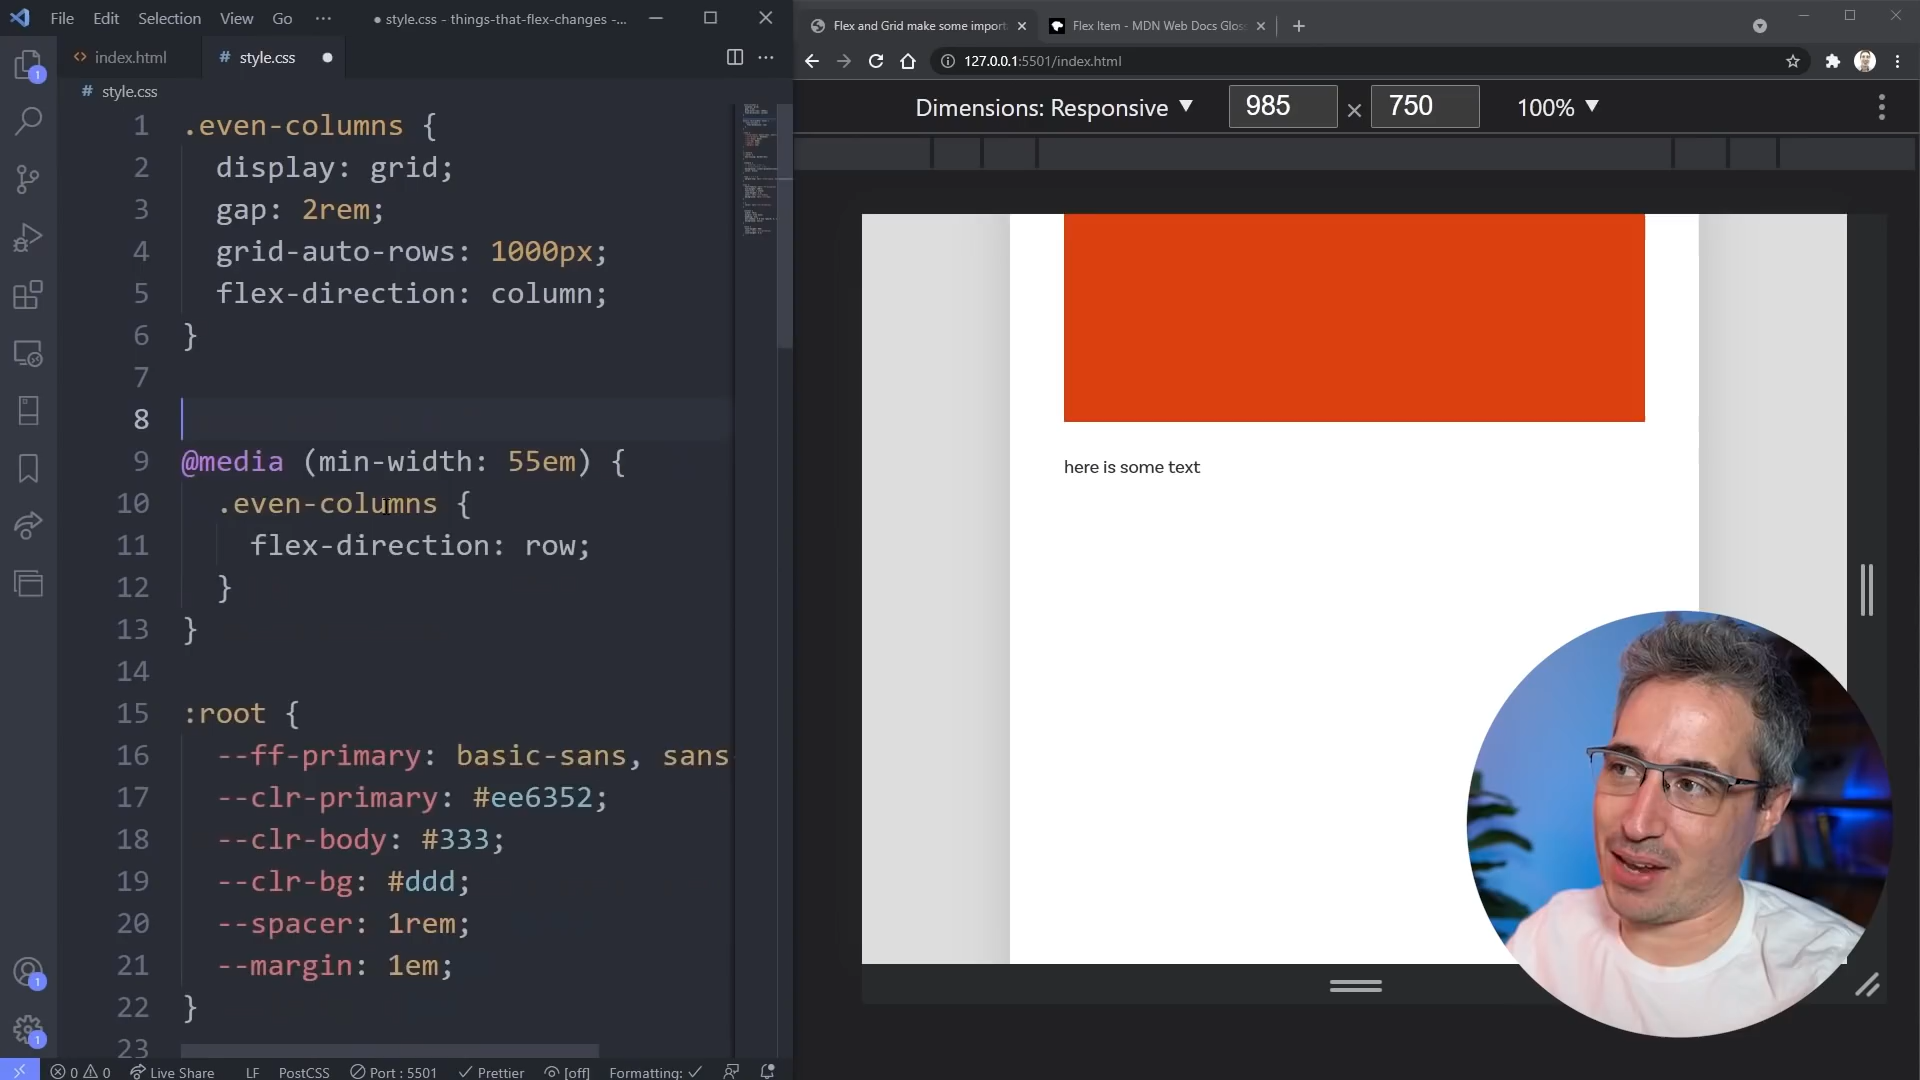 File Edit Selection View Go ··· ● style.css - things-that-flex-changes -...
index.html # style.css ●
# style.css
1 .even-columns {
2 display: grid;
3 gap: 2rem;
4 grid-auto-rows: 1000px;
5 flex-direction: column;
6 }
7
8
9 @media (min-width: 55em) {
10 .even-columns {
11 flex-direction: row;
12 }
13 }
14
15 :root {
16 --ff-primary: basic-sans, sans
17 --clr-primary: #ee6352;
18 --clr-body: #333;
19 --clr-bg: #ddd;
20 --spacer: 1rem;
21 --margin: 1em;
22 }
23
1
1
1
0 0 Live Share LF PostCSS Port : 5501 Prettier [off] Formatting:
Flex and Grid make some import Flex Item - MDN Web Docs Glos
127.0.0.1:5501/index.html
Dimensions: Responsive ▼ 985 × 750 100% ▼
here is some text